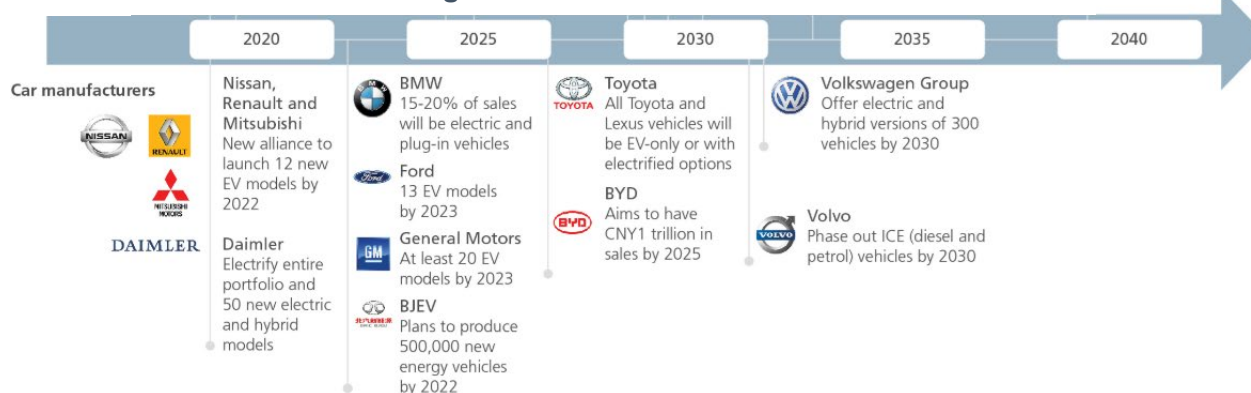 2020
2025
2030
2035
2040
Car manufacturers
NISSAN
RENAULT
MITSUBISHI
MOTORS
DAIMLER
Nissan,
Renault and
Mitsubishi
New alliance to
launch 12 new
EV models by
2022
Daimler
Electrify entire
portfolio and
50 new electric
and hybrid
models
BMW
BMW
15-20% of sales
will be electric and
plug-in vehicles
Ford
Ford
13 EV models
by 2023
GM
General Motors
At least 20 EV
models by 2023
BJEV
Plans to produce
500,000 new
energy vehicles
by 2022
TOYOTA
Toyota
All Toyota and
Lexus vehicles will
be EV-only or with
electrified options
BYD
BYD
Aims to have
CNY1 trillion in
sales by 2025
Volkswagen Group
Offer electric and
hybrid versions of 300
vehicles by 2030
VOLVO
Volvo
Phase out ICE (diesel and
petrol) vehicles by 2030